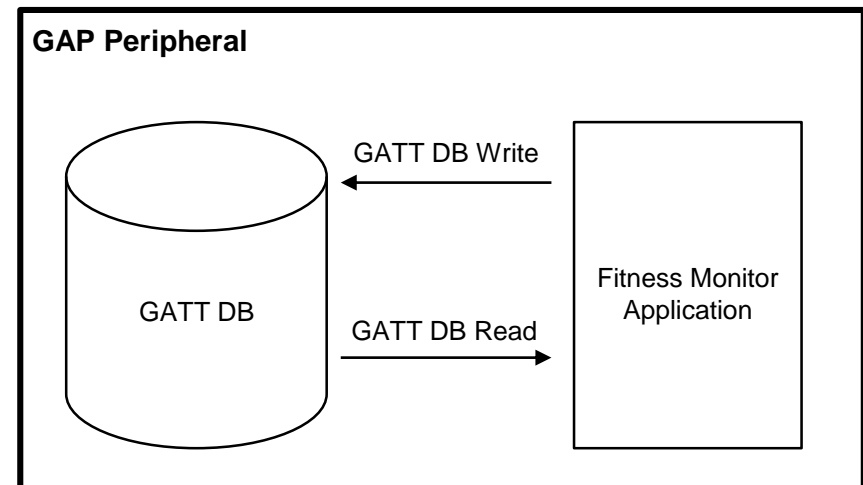 GAP Peripheral
GATT DB Write
GATT DB
GATT DB Read
Fitness Monitor
Application